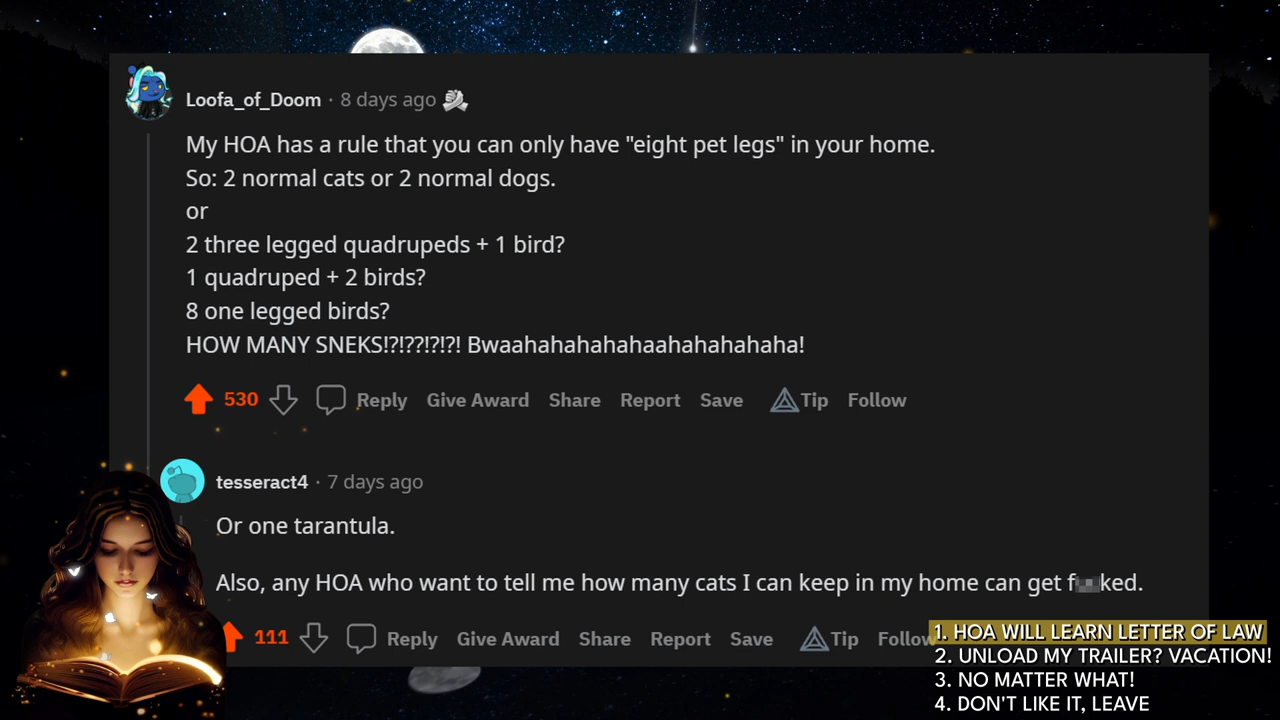 Loofa_of_Doom · 8 days ago
My HOA has a rule that you can only have "eight pet legs" in your home.
So: 2 normal cats or 2 normal dogs.
or
2 three legged quadrupeds + 1 bird?
1 quadruped + 2 birds?
8 one legged birds?
HOW MANY SNEKS!?!??!?!?! Bwaahahahahahaahahahahaha!
530 Reply Give Award Share Report Save Tip Follow
tesseract4 · 7 days ago
Or one tarantula.
Also, any HOA who want to tell me how many cats I can keep in my home can get f ked.
111 Reply Give Award Share Report Save Tip Follow
1. HOA WILL LEARN LETTER OF LAW
2. UNLOAD MY TRAILER? VACATION!
3. NO MATTER WHAT!
4. DON'T LIKE IT, LEAVE